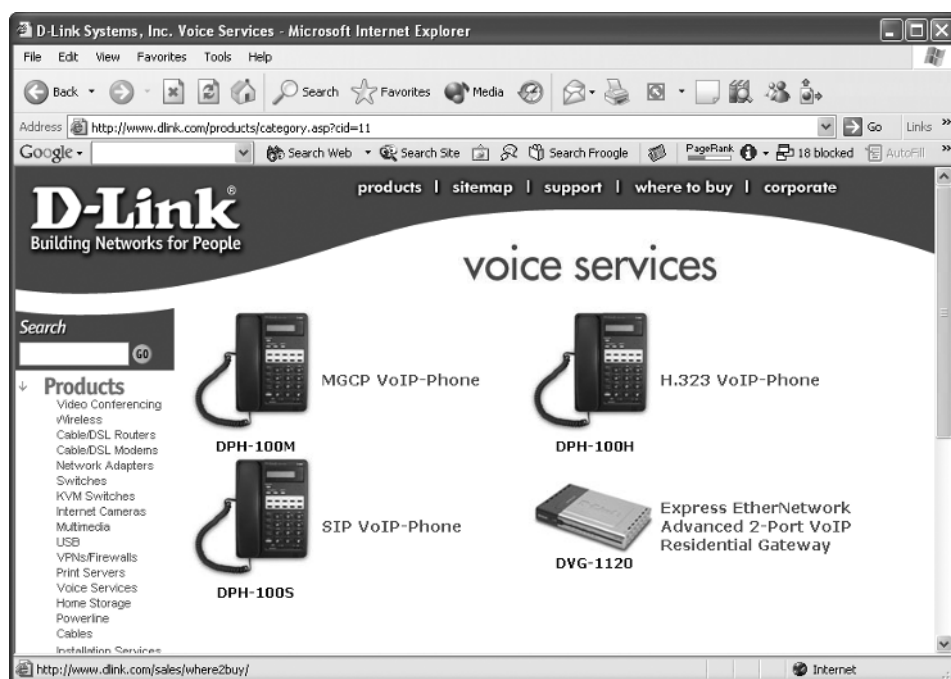 D-Link Systems, Inc. Voice Services - Microsoft Internet Explorer
File Edit View Favorites Tools Help
Back Search Favorites Media
Address http://www.dlink.com/products/category.asp?cid=11 Go Links »
Google Search Web Search Site Search Froogle PageRank 18 blocked AutoFill »
products | sitemap | support | where to buy | corporate
D-Link®
Building Networks for People
voice services
Search
GO
Products
Video Conferencing
Wireless
Cable/DSL Routers
Cable/DSL Modems
Network Adapters
Switches
KVM Switches
Internet Cameras
Multimedia
USB
VPNs/Firewalls
Print Servers
Voice Services
Home Storage
Powerline
Cables
Installation Services
MGCP VoIP-Phone
DPH-100M
H.323 VoIP-Phone
DPH-100H
SIP VoIP-Phone
DPH-100S
Express EtherNetwork
Advanced 2-Port VoIP
Residential Gateway
D-Link
DVG-1120
http://www.dlink.com/sales/where2buy/ Internet